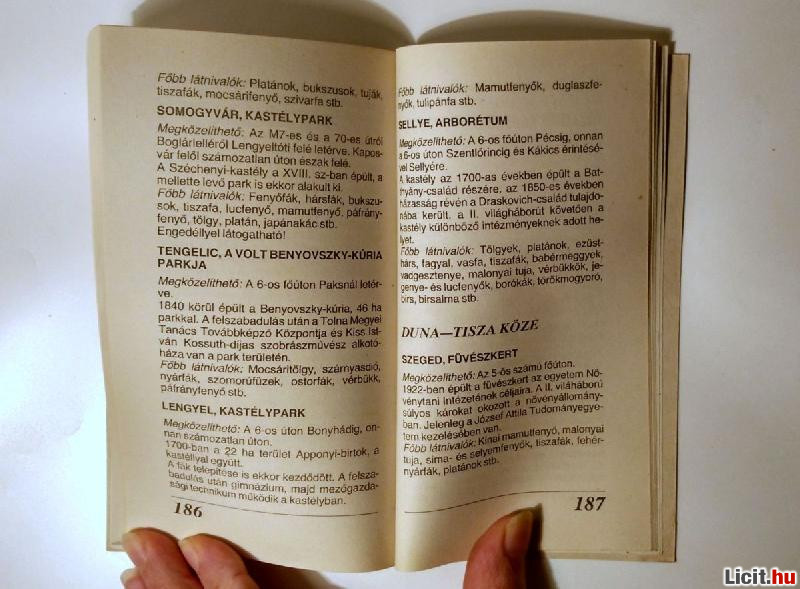 Főbb látnivalók: Platánok, bukszusok, tuják,
tiszafák, mocsárifenyő, szivarfa stb.
SOMOGYVÁR, KASTÉLYPARK
Megközelíthető: Az M7-es és a 70-es útról
Boglárlelléről Lengyeltóti felé letérve. Kapos-
vár felől számozatlan úton észak felé.
A Széchenyi-kastély a XVIII. sz-ban épült, a
mellette levő park is ekkor alakult ki.
Főbb látnivalók: Fenyőfák, hársfák, bukszu-
sok, tiszafa, lucfenyő, mamutfenyő, páfrány-
fenyő, tölgy, platán, japánakác stb.
Engedéllyel látogatható!
TENGELIC, A VOLT BENYOVSZKY-KÚRIA
PARKJA
Megközelíthető: A 6-os főúton Paksnál letér-
ve.
1840 körül épült a Benyovszky-kúria, 46 ha
parkkal. A felszabadulás után a Tolna Megyei
Tanács Továbbképző Központja és Kiss Ist-
ván Kossuth-díjas szobrászművész alkotó-
háza van a park területén.
Főbb látnivalók: Mocsáritölgy, szárnyasdió,
nyárfák, szomorúfüzek, ostorfák, vérbükk,
páfrányfenyő stb.
LENGYEL, KASTÉLYPARK
Megközelíthető: A 6-os úton Bonyhádig, on-
nan számozatlan úton.
1700-ban a 22 ha terület Apponyi-birtok, a
kastéllyal együtt.
A fák telepítése is ekkor kezdődött. A felsza-
badulás után gimnázium, majd mezőgazda-
sági technikum működik a kastélyban.
186
Főbb látnivalók: Mamutfenyők, duglaszfe-
nyők, tulipánfa stb.
SELLYE, ARBORÉTUM
Megközelíthető: A 6-os főúton Pécsig, onnan
a 6-os úton Szentlőrincig és Kákics érintésé-
vel Sellyére.
A kastély az 1700-as években épült a Bat-
thyány-család részére, az 1850-es években
házasság révén a Draskovich-család tulajdo-
nába került. a II. világháborút követően a
kastély különböző intézményeknek adott he-
lyet.
Főbb látnivalók: Tölgyek, platánok, ezüst-
hárs, fagyal, vasfa, tiszafák, babérmeggyek,
vadgesztenye, malonyai tuja, vérbükkök, je-
genye- és lucfenyők, borókák, törökmogyoró,
birs, birsalma stb.
DUNA—TISZA KÖZE
SZEGED, FÜVÉSZKERT
Megközelíthető: Az 5-ös számú főúton.
1922-ben épült a füvészkert az egyetem Nö-
vénytani Intézetének céljaira. A II. világháború
súlyos károkat okozott a növényállomány-
ban. Jelenleg a József Attila Tudományegye-
tem kezelésében van.
Főbb látnivalók: Kínai mamutfenyő, malonyai
tuja, sima- és selyemfenyők, tiszafák, fehér-
nyárfák, platánok stb.
187
Licit.hu